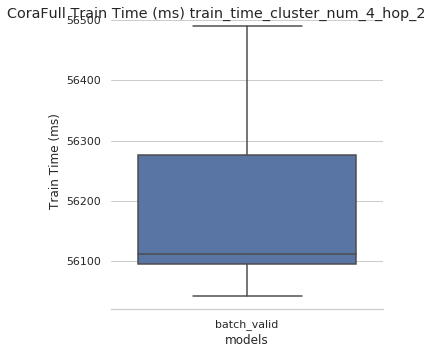 CoraFull Train Time (ms) train_time_cluster_num_4_hop_2
56500
56400
56300
56200
56100
Train Time (ms)
batch_valid
models